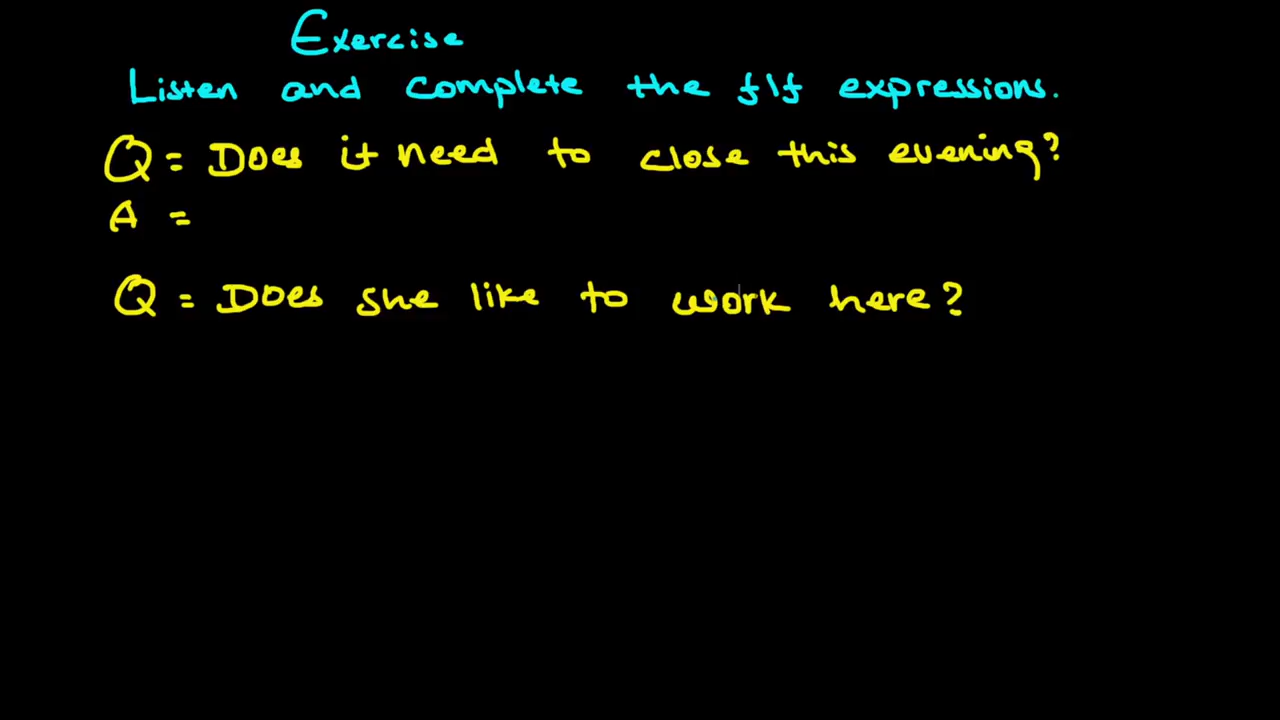 Exercise
Listen and complete the flf expressions.
Q = Does it need to close this evening?
A =
Q = Does she like to work here?